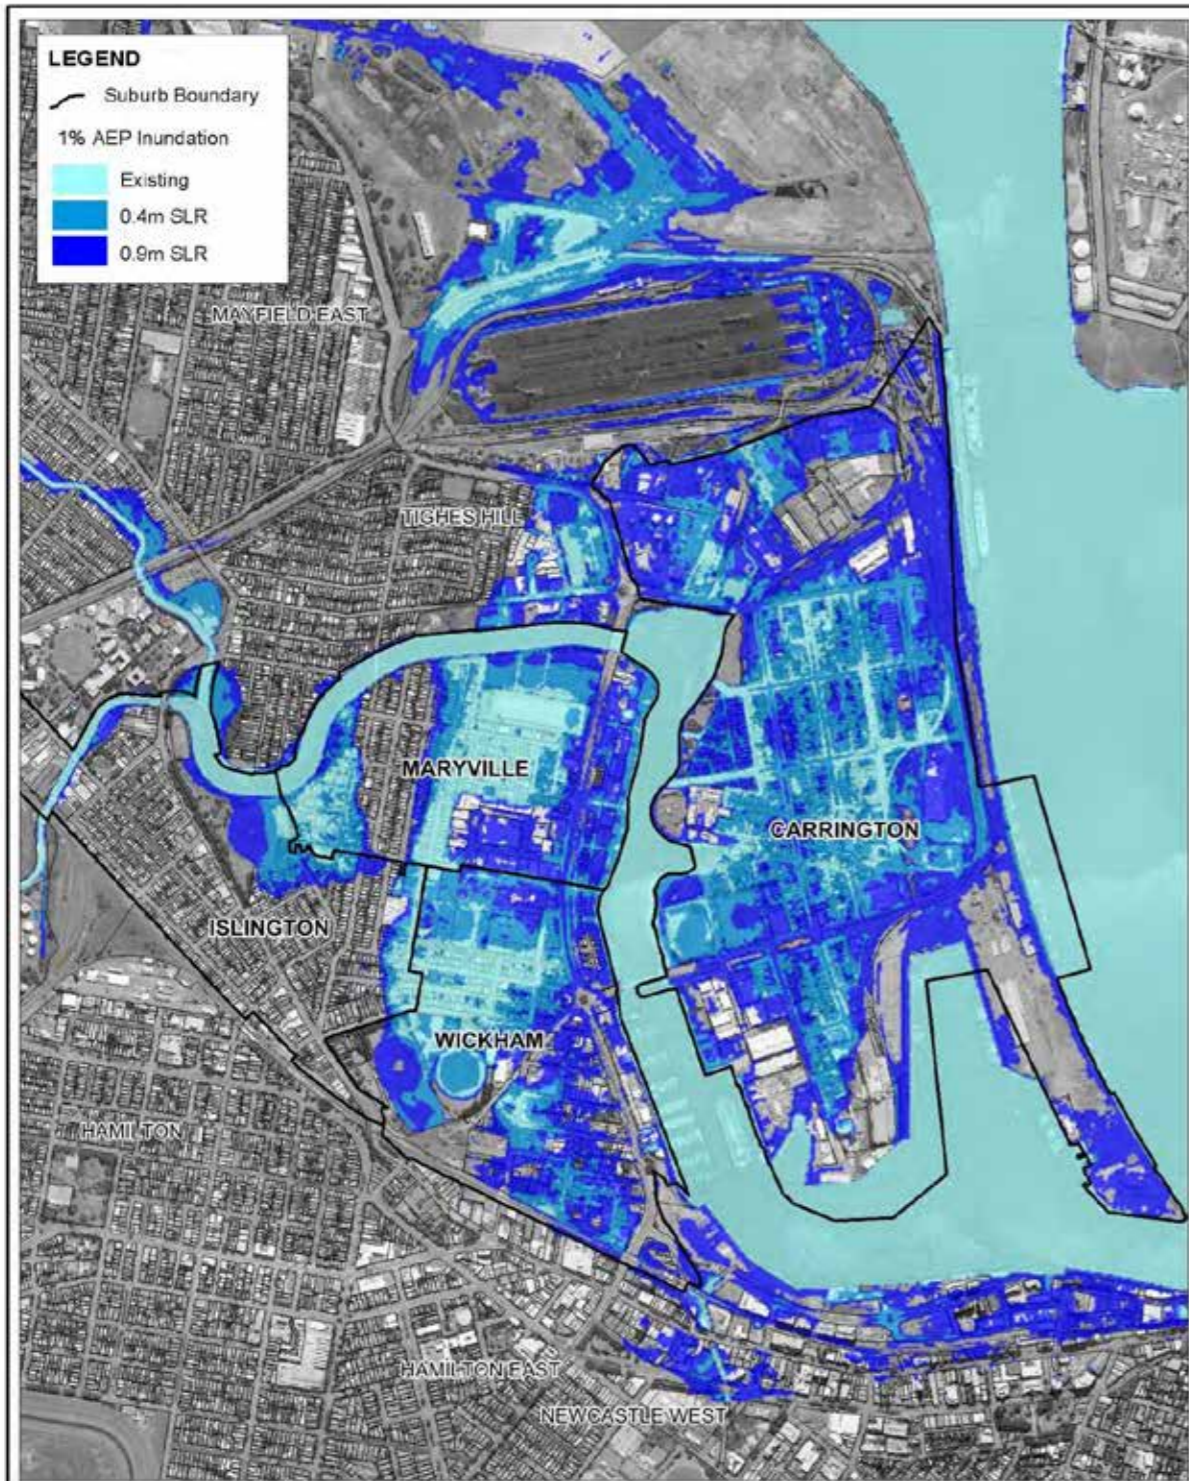 LEGEND
Suburb Boundary
1% AEP Inundation
Existing
0.4m SLR
0.9m SLR
MAYFIELD EAST
TIGHES HILL
MARYVILLE
CARRINGTON
ISLINGTON
WICKHAM
HAMILTON
HAMILTON EAST
NEWCASTLE WEST